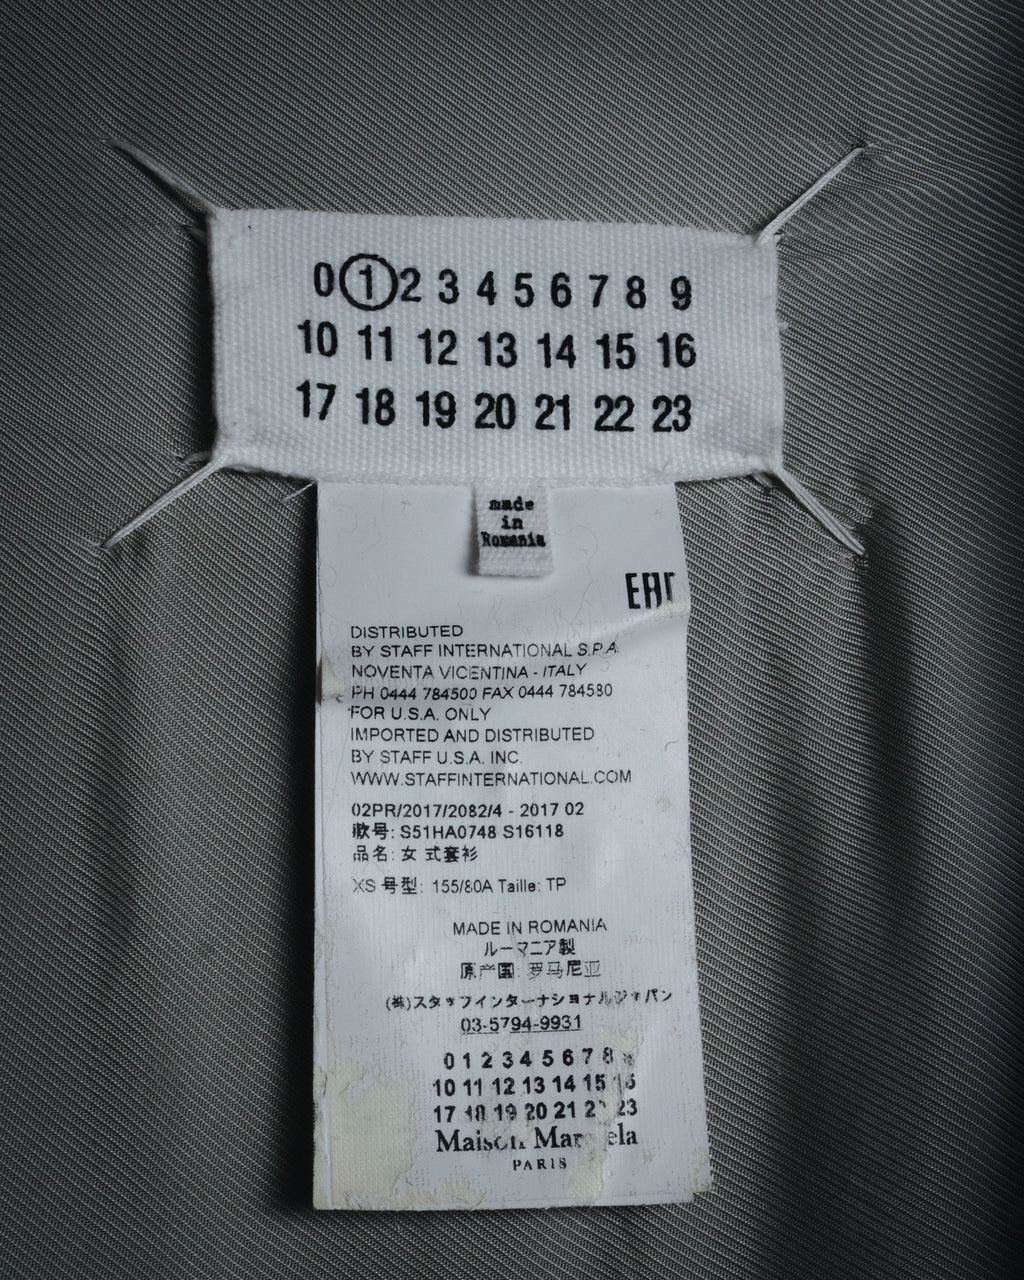 0 1 2 3 4 5 6 7 8 9
10 11 12 13 14 15 16
17 18 19 20 21 22 23
made
in
Romania
EAC
DISTRIBUTED
BY STAFF INTERNATIONAL S.P.A.
NOVENTA VICENTINA - ITALY
PH 0444 784500 FAX 0444 784580
FOR U.S.A. ONLY
IMPORTED AND DISTRIBUTED
BY STAFF U.S.A. INC.
WWW.STAFFINTERNATIONAL.COM
02PR/2017/2082/4 - 2017 02
款号: S51HA0748 S16118
品名: 女式套衫
XS 号型: 155/80A Taille: TP
MADE IN ROMANIA
ルーマニア製
原产国: 罗马尼亚
(株)スタッフインターナショナルジャパン
03-5794-9931
0 1 2 3 4 5 6 7 8 9
10 11 12 13 14 15 16
17 18 19 20 21 22 23
Maison Margiela
PARIS